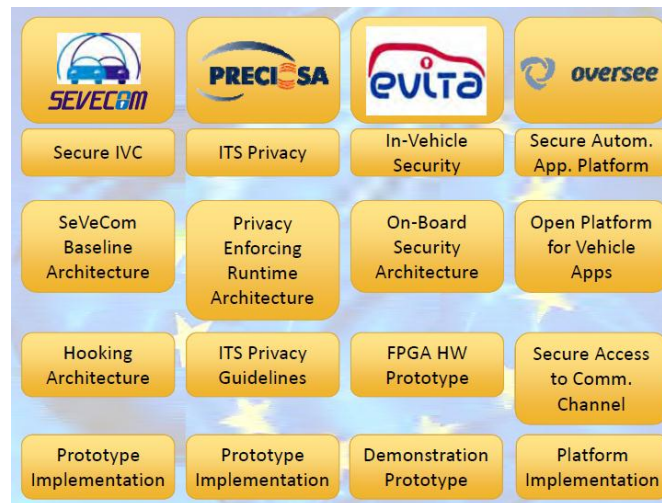 SEVECOM
PRECIOSA
evita
oversee
Secure IVC
ITS Privacy
In-Vehicle
Security
Secure Autom.
App. Platform
SeVeCom
Baseline
Architecture
Privacy
Enforcing
Runtime
Architecture
On-Board
Security
Architecture
Open Platform
for Vehicle
Apps
Hooking
Architecture
ITS Privacy
Guidelines
FPGA HW
Prototype
Secure Access
to Comm.
Channel
Prototype
Implementation
Prototype
Implementation
Demonstration
Prototype
Platform
Implementation